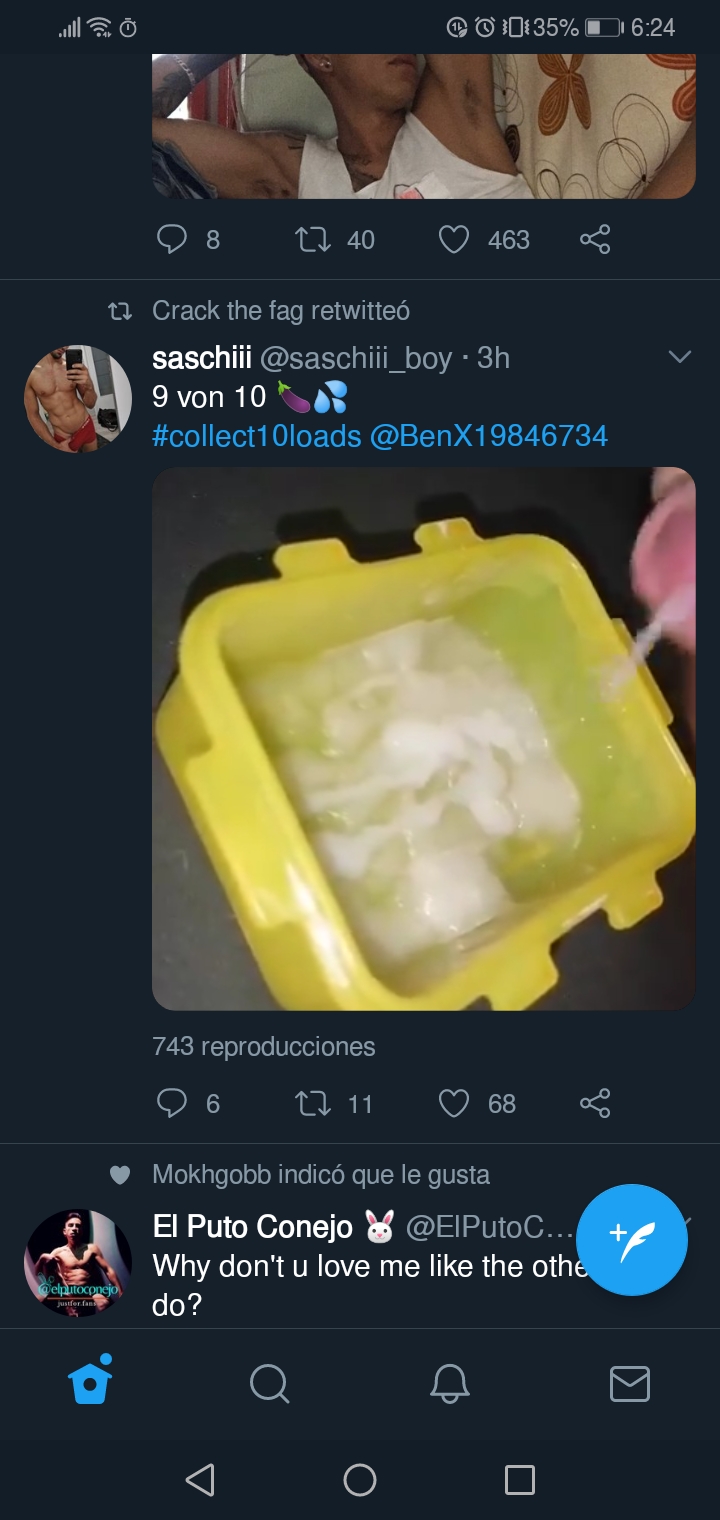 35% 6:24
8 40 463
Crack the fag retwitteó
saschiii @saschiii_boy · 3h
9 von 10 🍆💦
#collect10loads @BenX19846734
743 reproducciones
6 11 68
Mokhgobb indicó que le gusta
El Puto Conejo 🐰 @ElPutoC...
Why don't u love me like the othe
do?
@elputoconejo
justfor.fans